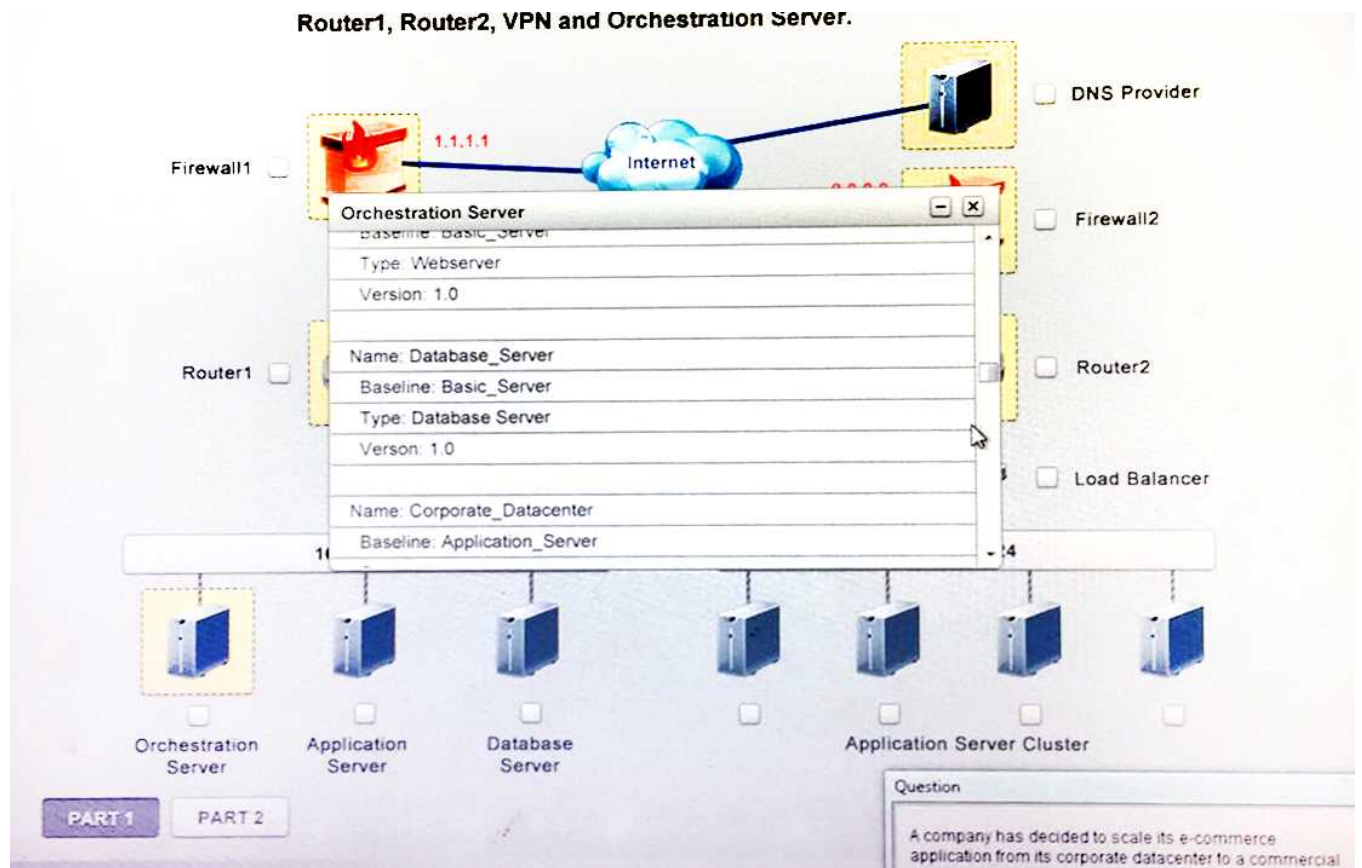 Router1, Router2, VPN and Orchestration Server.
DNS Provider
1.1.1.1
Firewall1
Internet
Firewall2
Orchestration Server
Baseline: Basic_Server
Type: Webserver
Version: 1.0
Name: Database_Server
Baseline: Basic_Server
Type: Database Server
Verson: 1.0
Name: Corporate_Datacenter
Baseline: Application_Server
Router1
Router2
Load Balancer
Orchestration
Server
Application
Server
Database
Server
Application Server Cluster
PART 1
PART 2
Question
A company has decided to scale its e-commerce
application from its corporate datacenter to a commercial